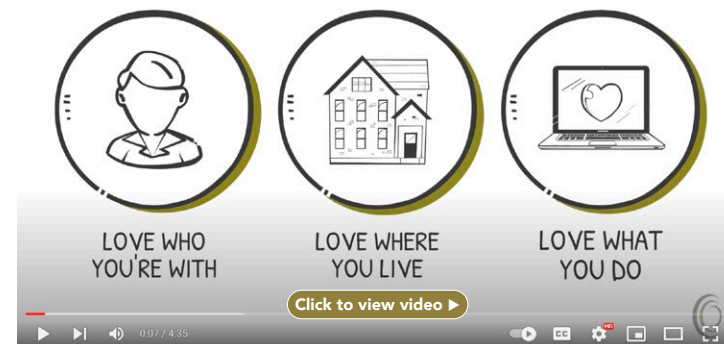 LOVE WHO
YOU'RE WITH
LOVE WHERE
YOU LIVE
LOVE WHAT
YOU DO
Click to view video
0:07 / 4:35
CC
HD